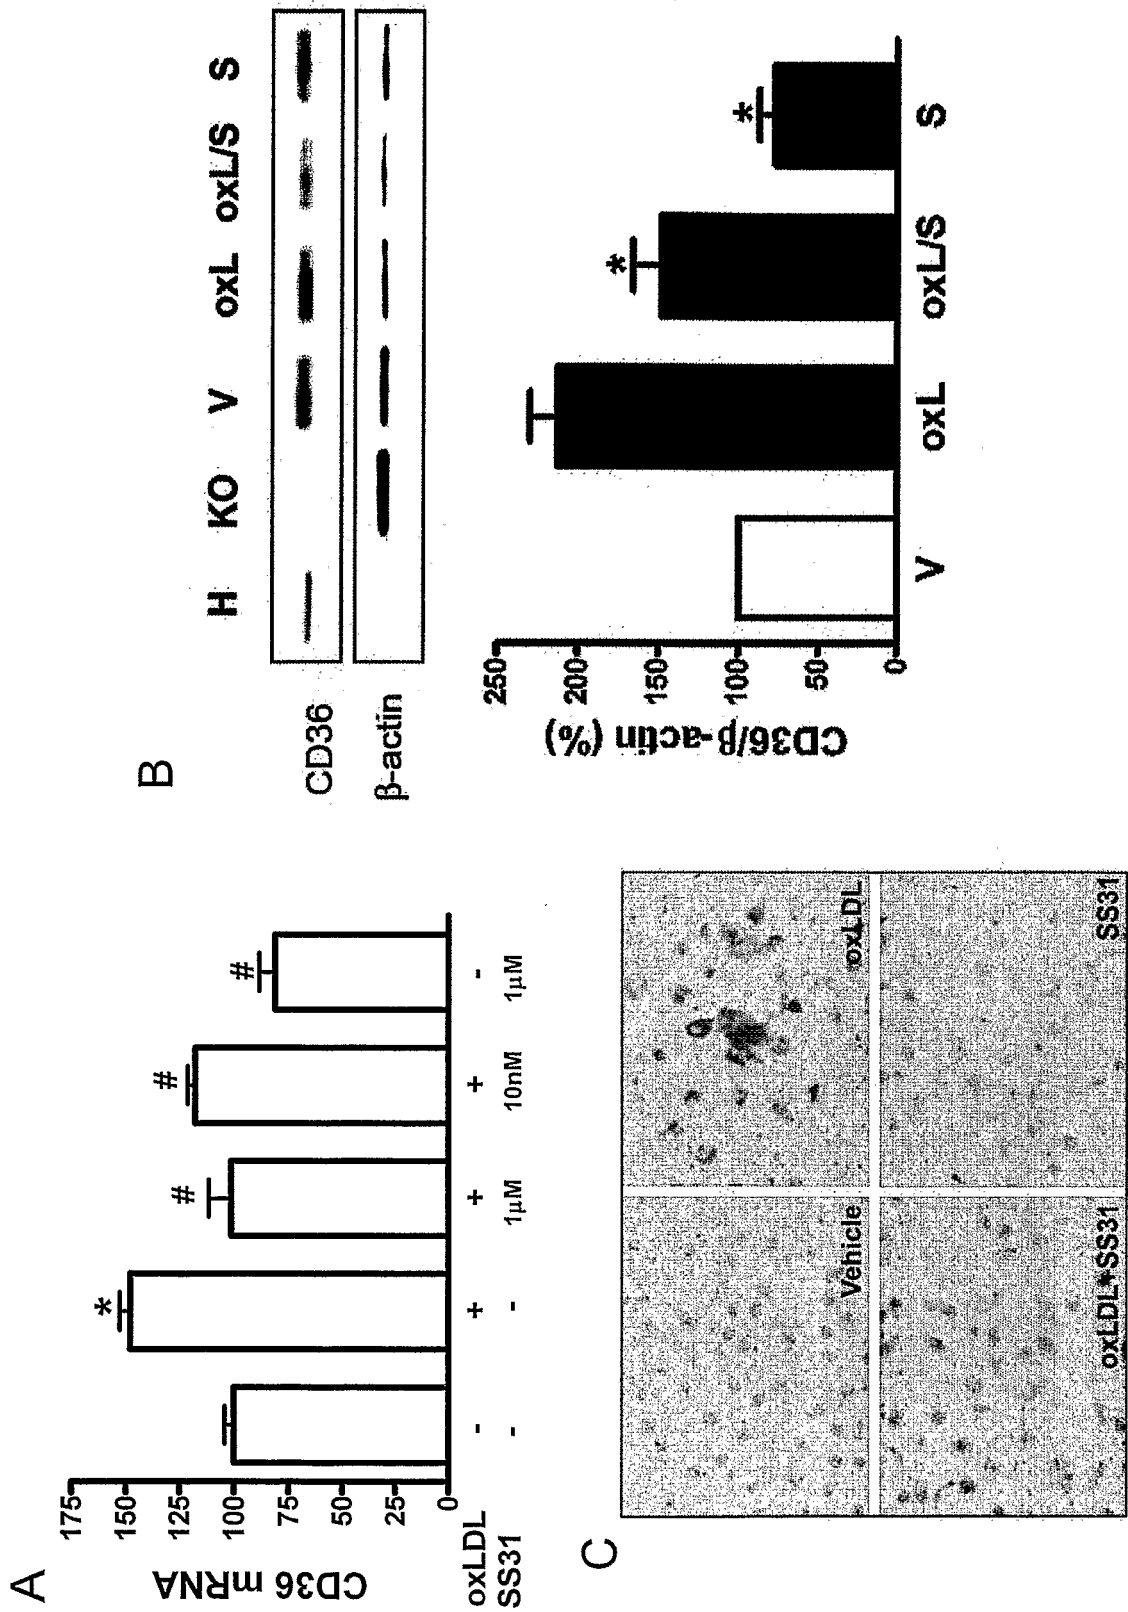 A
CD36 mRNA
175
150
125
100
75
50
25
0
* # # #
oxLDL - + + + -
SS31 - - 1µM 10nM 1µM
B
H KO V oxL oxL/S S
CD36
β-actin
CD36/β-actin (%)
250
200
150
100
50
0
* *
V oxL oxL/S S
C
Vehicle
oxLDL
oxLDL+SS31
SS31